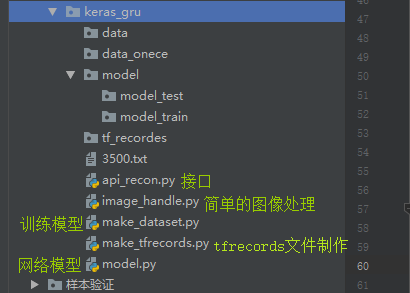 keras_gru
data
data_onece
model
model_test
model_train
tf_recordes
3500.txt
api_recon.py 接口
image_handle.py 简单的图像处理
训练模型 make_dataset.py
make_tfrecords.py tfrecords文件制作
网络模型 model.py
样本验证
47
48
49
50
51
52
53
54
55
56
57
58
59
60
61